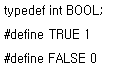 typedef int BOOL;
#define TRUE 1
#define FALSE 0